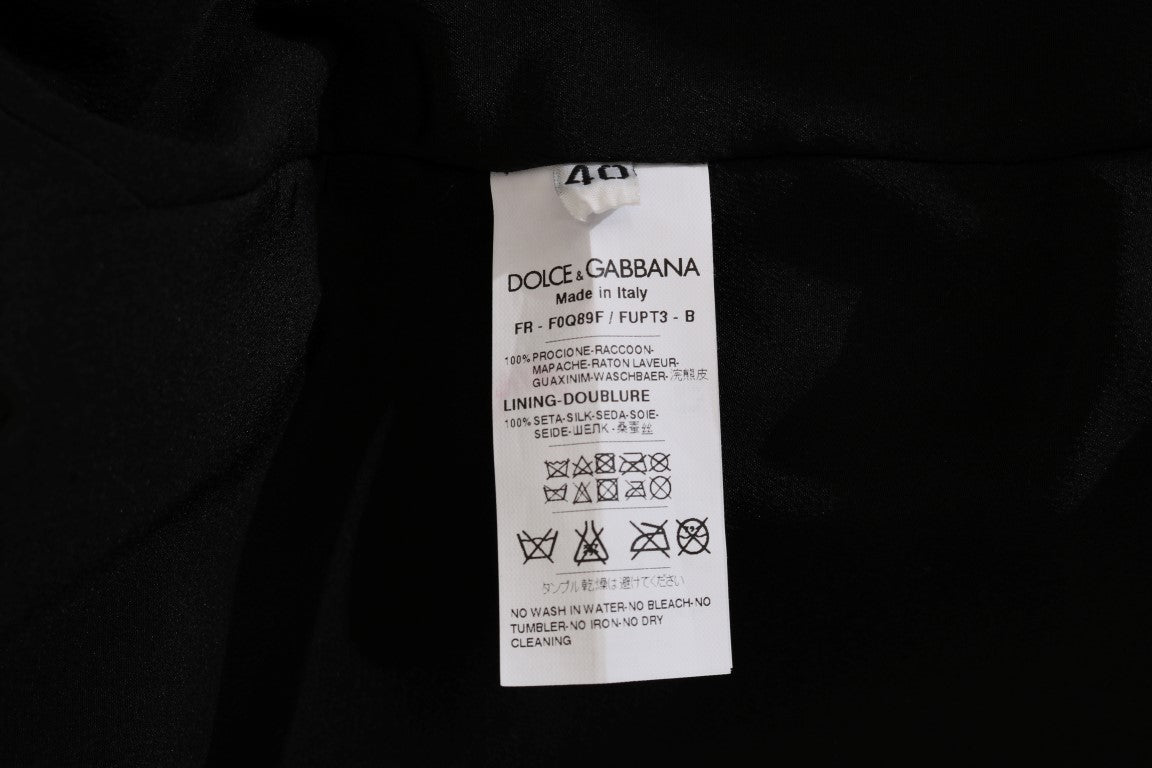 40
DOLCE & GABBANA
Made in Italy
FR - F0Q89F / FUPT3 - B
100% PROCIONE-RACCOON-
MAPACHE-RATON LAVEUR-
GUAXINIM-WASCHBAER-浣熊皮
LINING-DOUBLURE
100% SETA-SILK-SEDA-SOIE-
SEIDE-ШЕЛК-桑蚕丝
タンブル乾燥は避けてください
NO WASH IN WATER-NO BLEACH-NO
TUMBLER-NO IRON-NO DRY
CLEANING